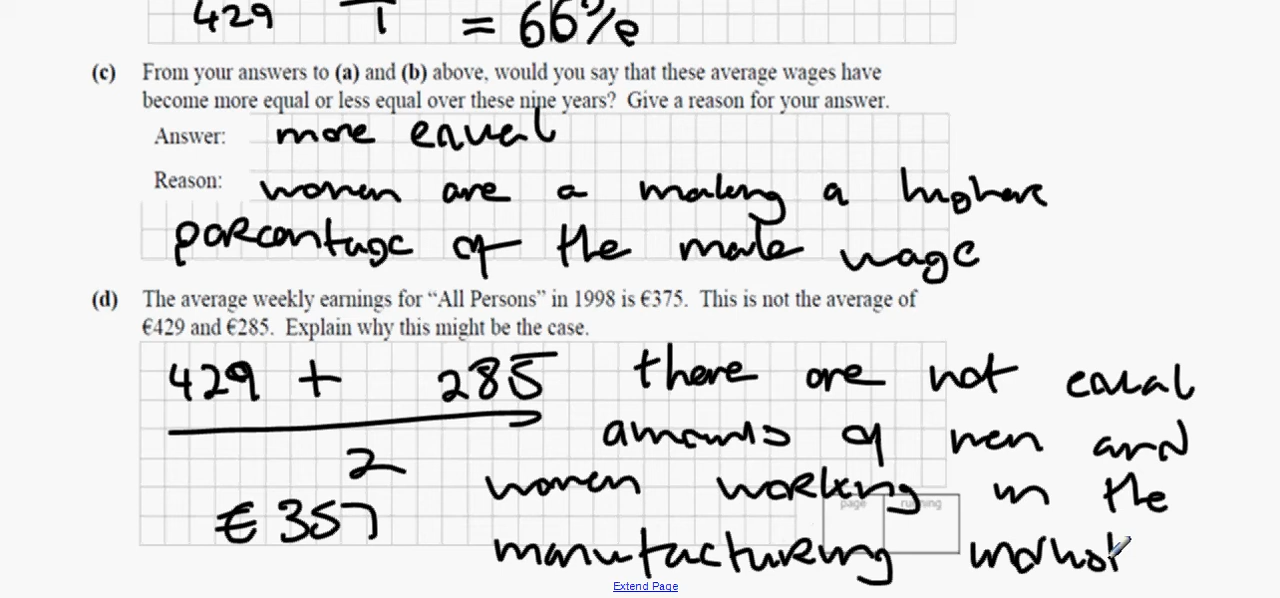 429 1 = 66%
(c) From your answers to (a) and (b) above, would you say that these average wages have
become more equal or less equal over these nine years? Give a reason for your answer.
Answer: more equal
Reason: women are a making a higher
percentage of the male wage
(d) The average weekly earnings for “All Persons” in 1998 is €375. This is not the average of
€429 and €285. Explain why this might be the case.
429 + 285 there are not equal
2 amounts of men and
women working in the
page running
€357
manufacturing
Extend Page